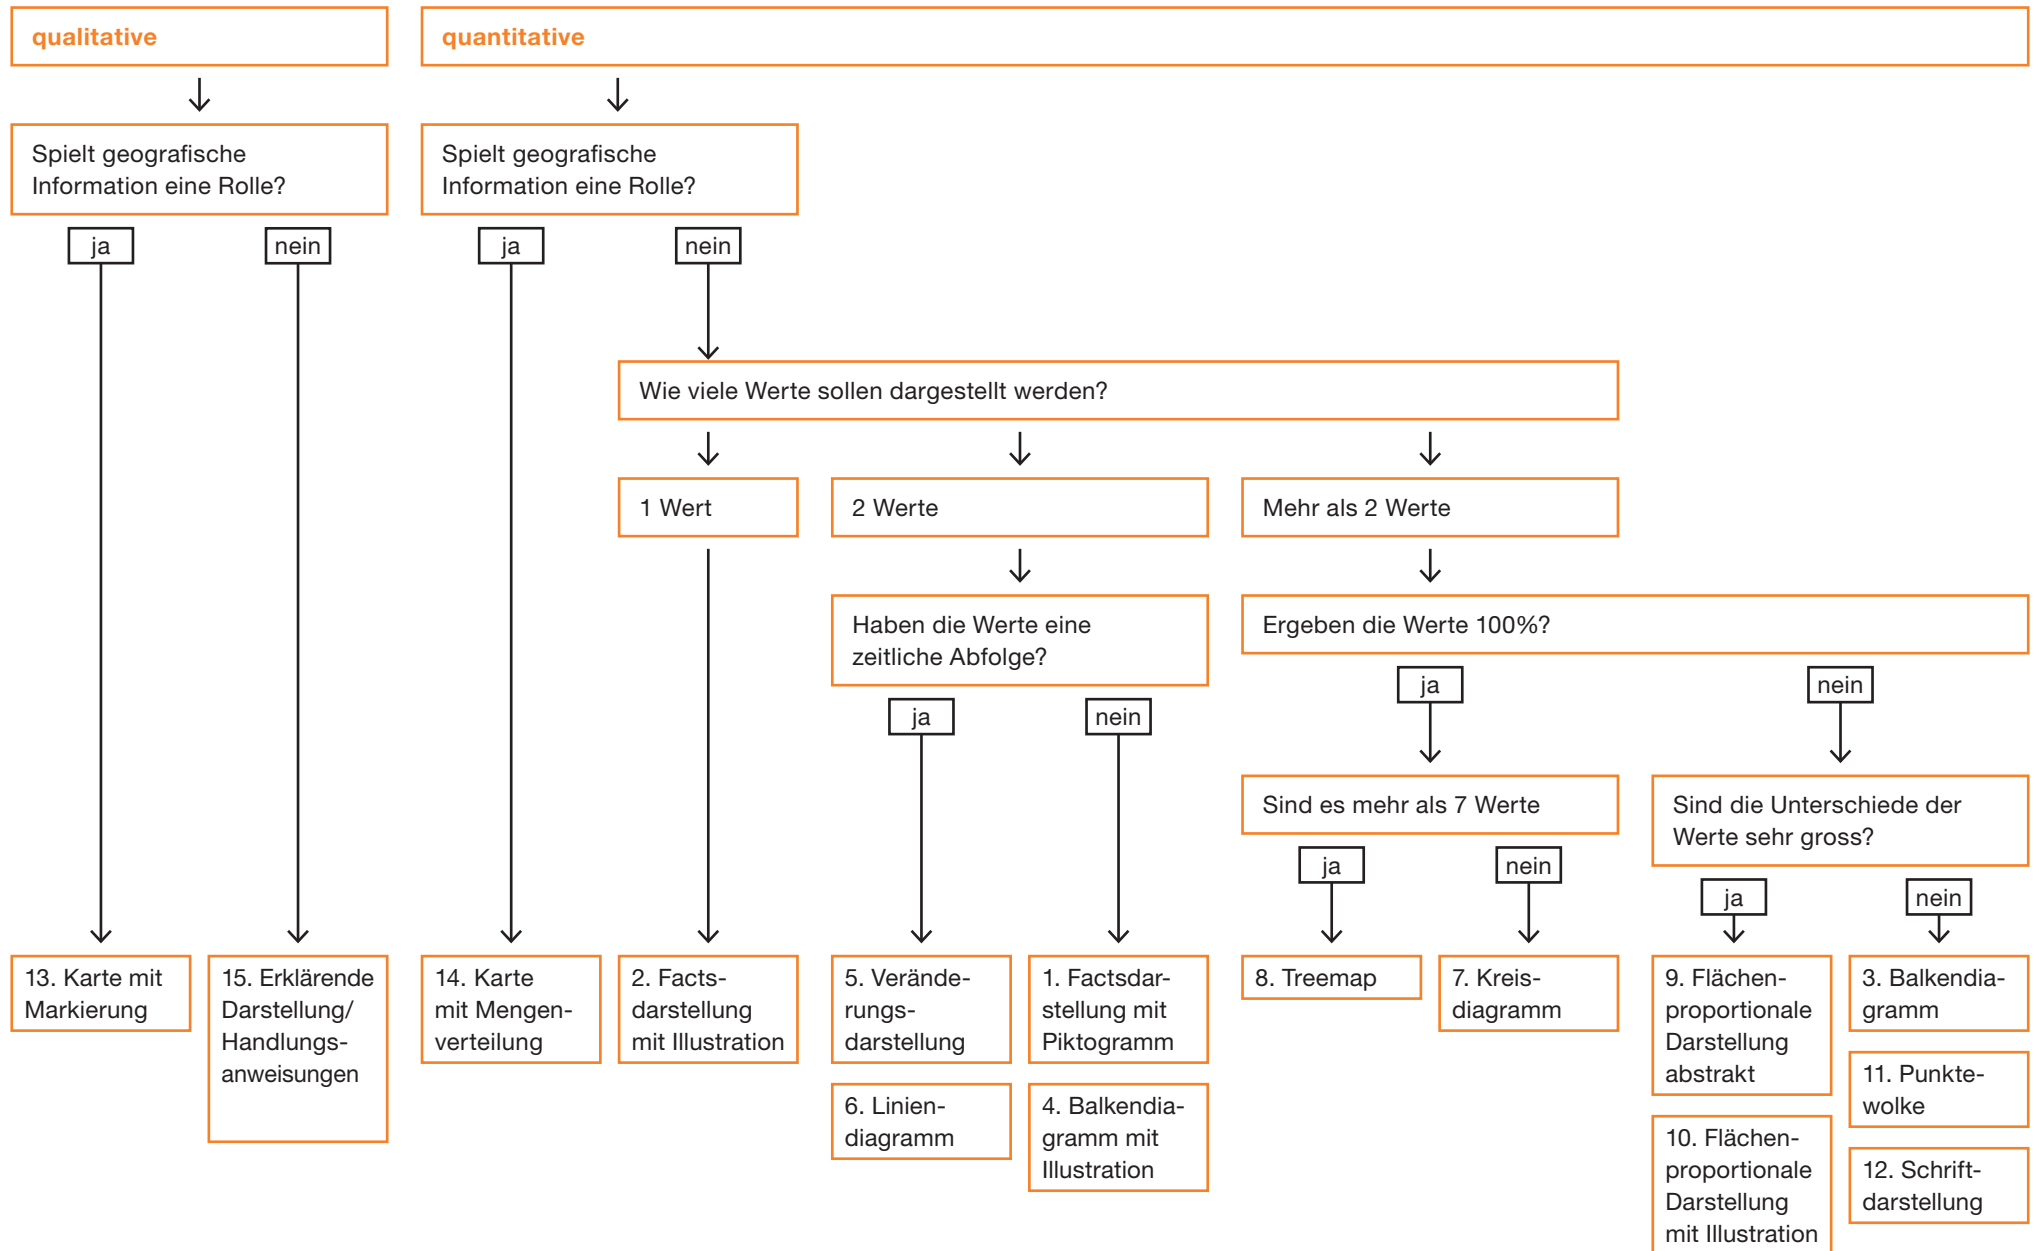 qualitative
quantitative
Spielt geografische
Information eine Rolle?
Spielt geografische
Information eine Rolle?
ja
nein
ja
nein
Wie viele Werte sollen dargestellt werden?
1 Wert
2 Werte
Mehr als 2 Werte
Haben die Werte eine
zeitliche Abfolge?
Ergeben die Werte 100%?
ja
nein
ja
nein
Sind es mehr als 7 Werte
Sind die Unterschiede der
Werte sehr gross?
ja
nein
ja
nein
13. Karte mit
Markierung
15. Erklärende
Darstellung/
Handlungs-
anweisungen
14. Karte
mit Mengen-
verteilung
2. Facts-
darstellung
mit Illustration
5. Verände-
rungs-
darstellung
6. Linien-
diagramm
1. Factsdar-
stellung mit
Piktogramm
4. Balkendia-
gramm mit
Illustration
8. Treemap
7. Kreis-
diagramm
9. Flächen-
proportionale
Darstellung
abstrakt
10. Flächen-
proportionale
Darstellung
mit Illustration
3. Balkendia-
gramm
11. Punkte-
wolke
12. Schrift-
darstellung